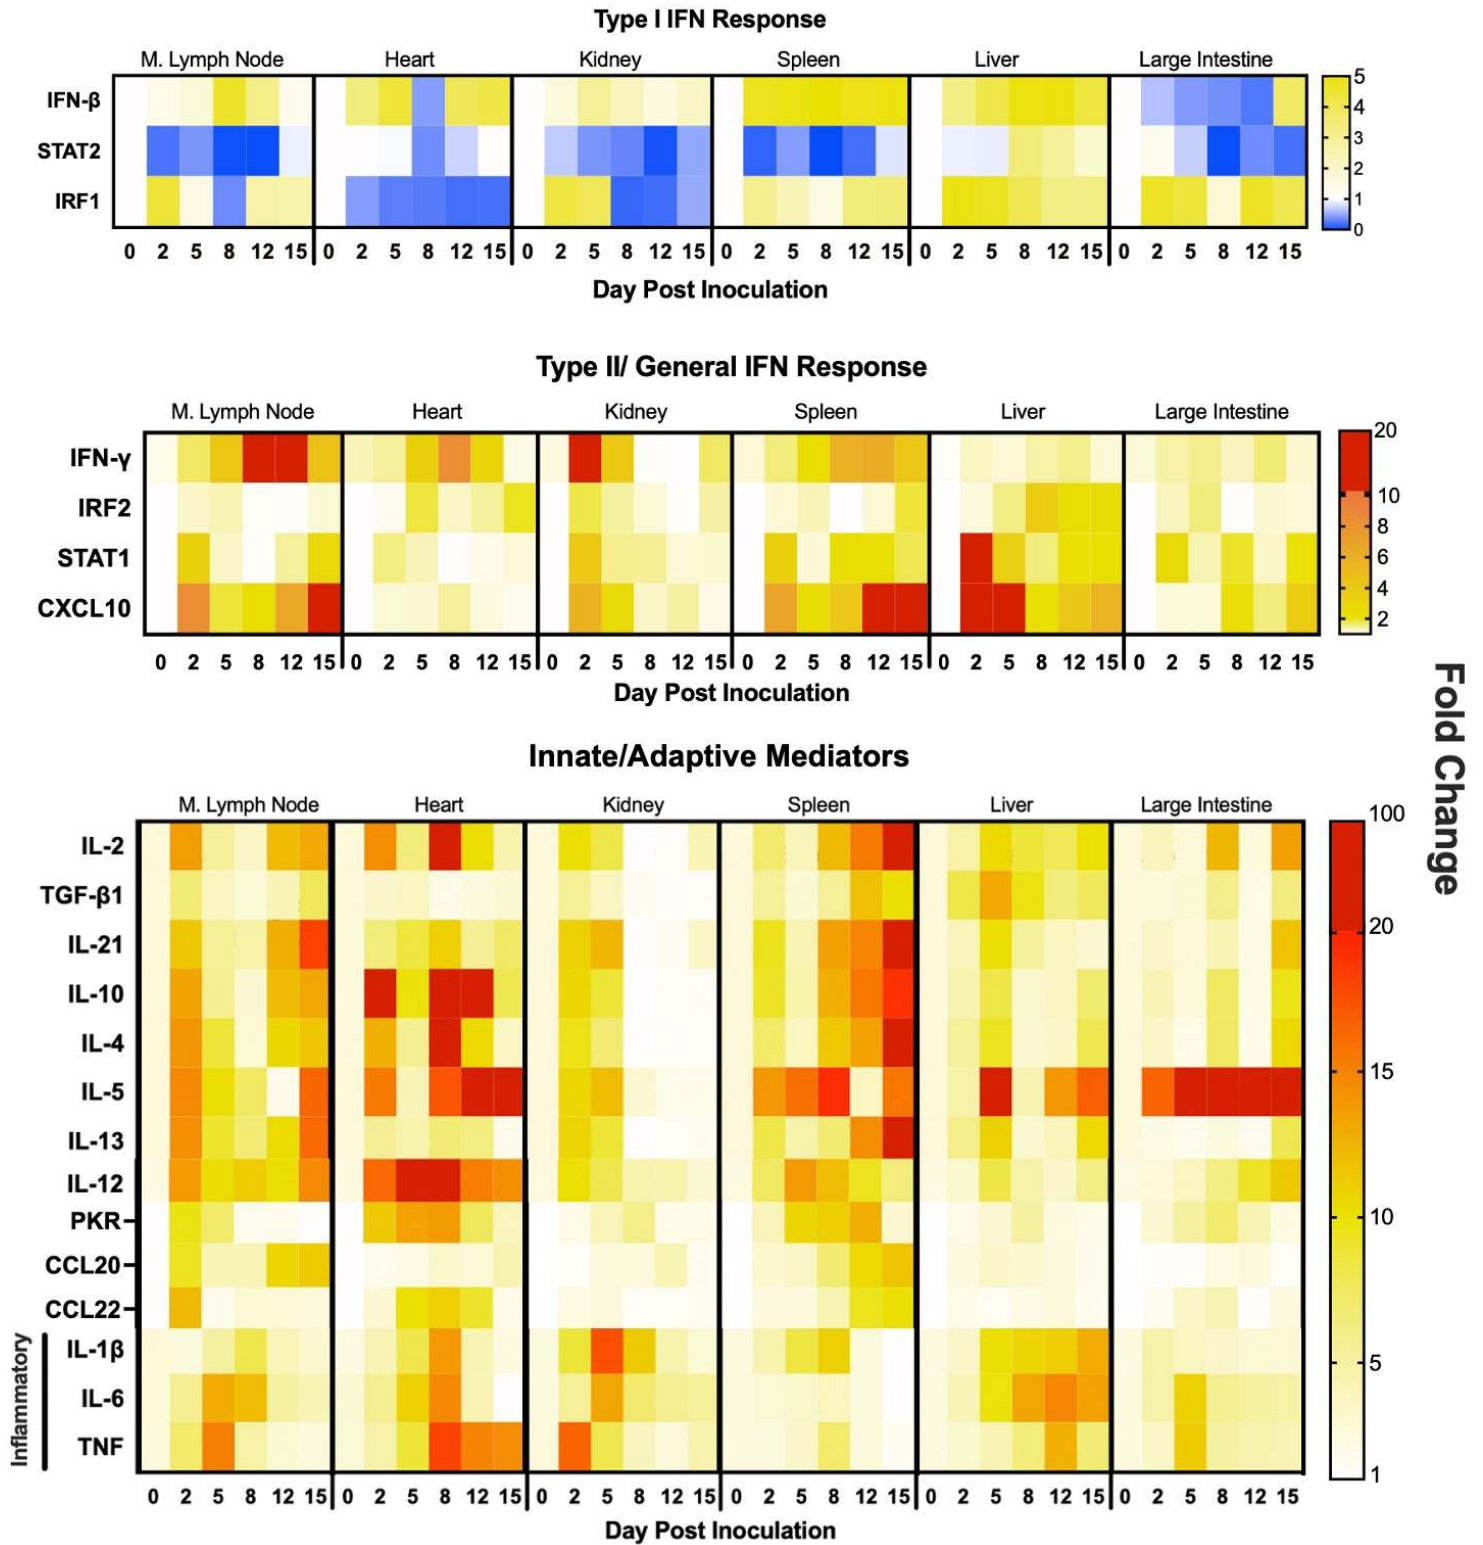 Type I IFN Response
M. Lymph Node Heart Kidney Spleen Liver Large Intestine
IFN-β
STAT2
IRF1
5
4
3
2
1
0
0 2 5 8 12 15 0 2 5 8 12 15 0 2 5 8 12 15 0 2 5 8 12 15 0 2 5 8 12 15 0 2 5 8 12 15
Day Post Inoculation
Type II/ General IFN Response
M. Lymph Node Heart Kidney Spleen Liver Large Intestine
IFN-γ
IRF2
STAT1
CXCL10
20
10
8
6
4
2
0 2 5 8 12 15 0 2 5 8 12 15 0 2 5 8 12 15 0 2 5 8 12 15 0 2 5 8 12 15 0 2 5 8 12 15
Day Post Inoculation
Fold Change
Innate/Adaptive Mediators
M. Lymph Node Heart Kidney Spleen Liver Large Intestine
IL-2
TGF-β1
IL-21
IL-10
IL-4
IL-5
IL-13
IL-12
PKR
CCL20
CCL22
Inflammatory
IL-1β
IL-6
TNF
100
20
15
10
5
1
0 2 5 8 12 15 0 2 5 8 12 15 0 2 5 8 12 15 0 2 5 8 12 15 0 2 5 8 12 15 0 2 5 8 12 15
Day Post Inoculation